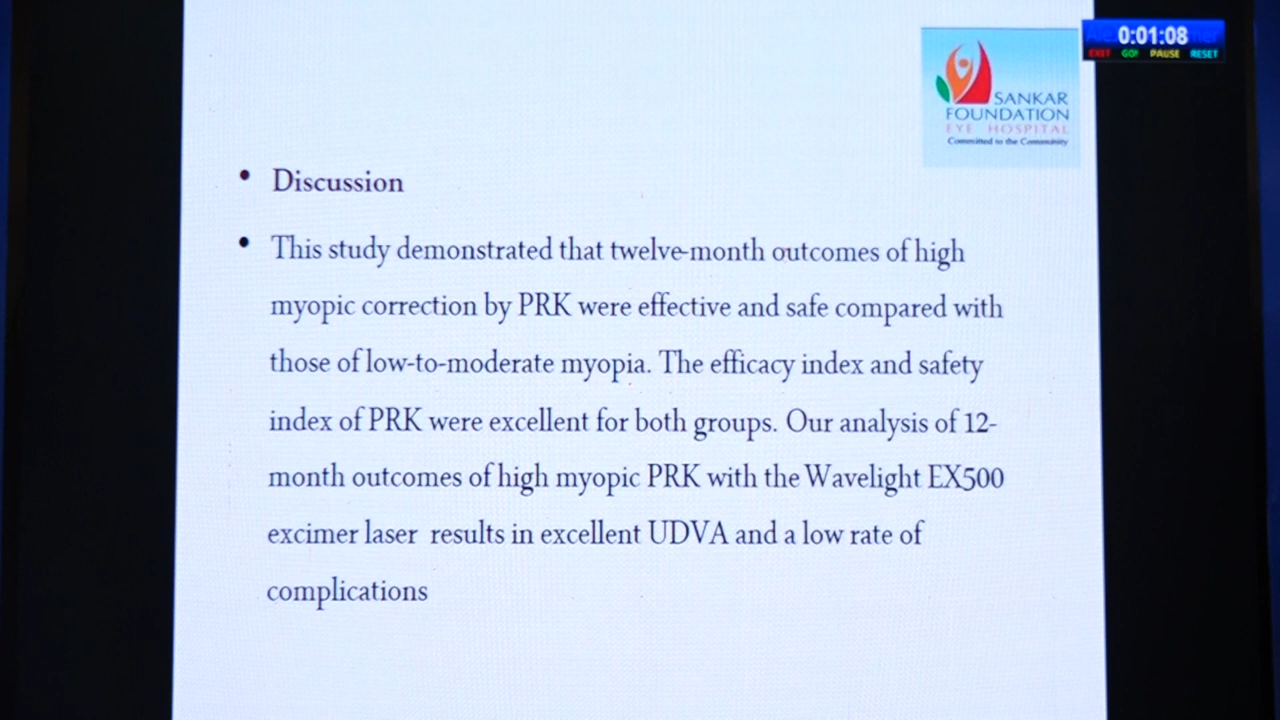 0:01:08
EXIT GO! PAUSE RESET
SANKAR
FOUNDATION
EYE HOSPITAL
Committed to the Community
• Discussion
• This study demonstrated that twelve-month outcomes of high
myopic correction by PRK were effective and safe compared with
those of low-to-moderate myopia. The efficacy index and safety
index of PRK were excellent for both groups. Our analysis of 12-
month outcomes of high myopic PRK with the Wavelight EX500
excimer laser results in excellent UDVA and a low rate of
complications